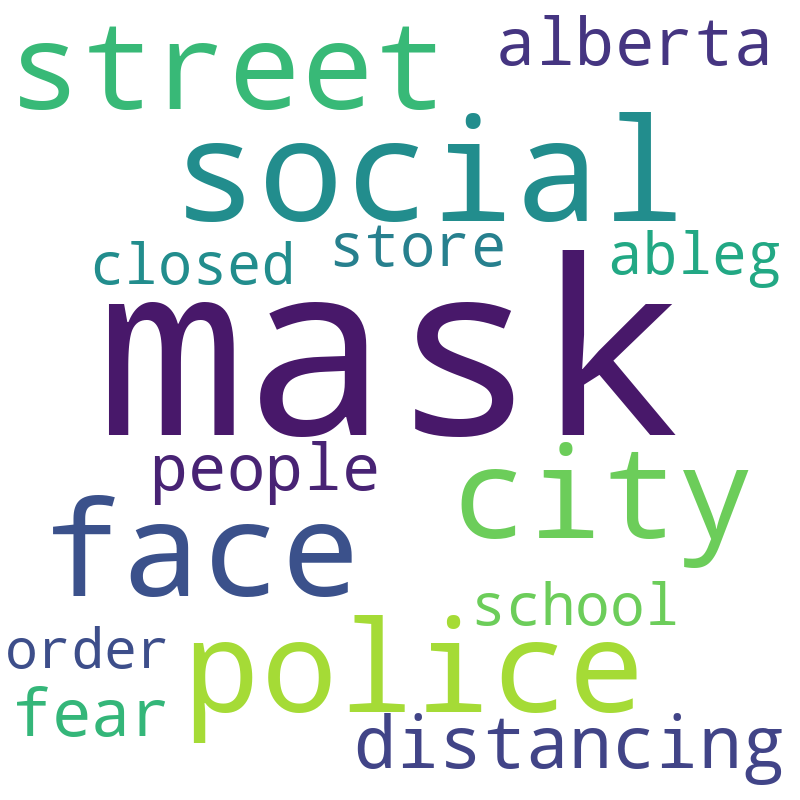 street
alberta
social
closed
store
ableg
mask
people
city
face
school
order
police
fear
distancing